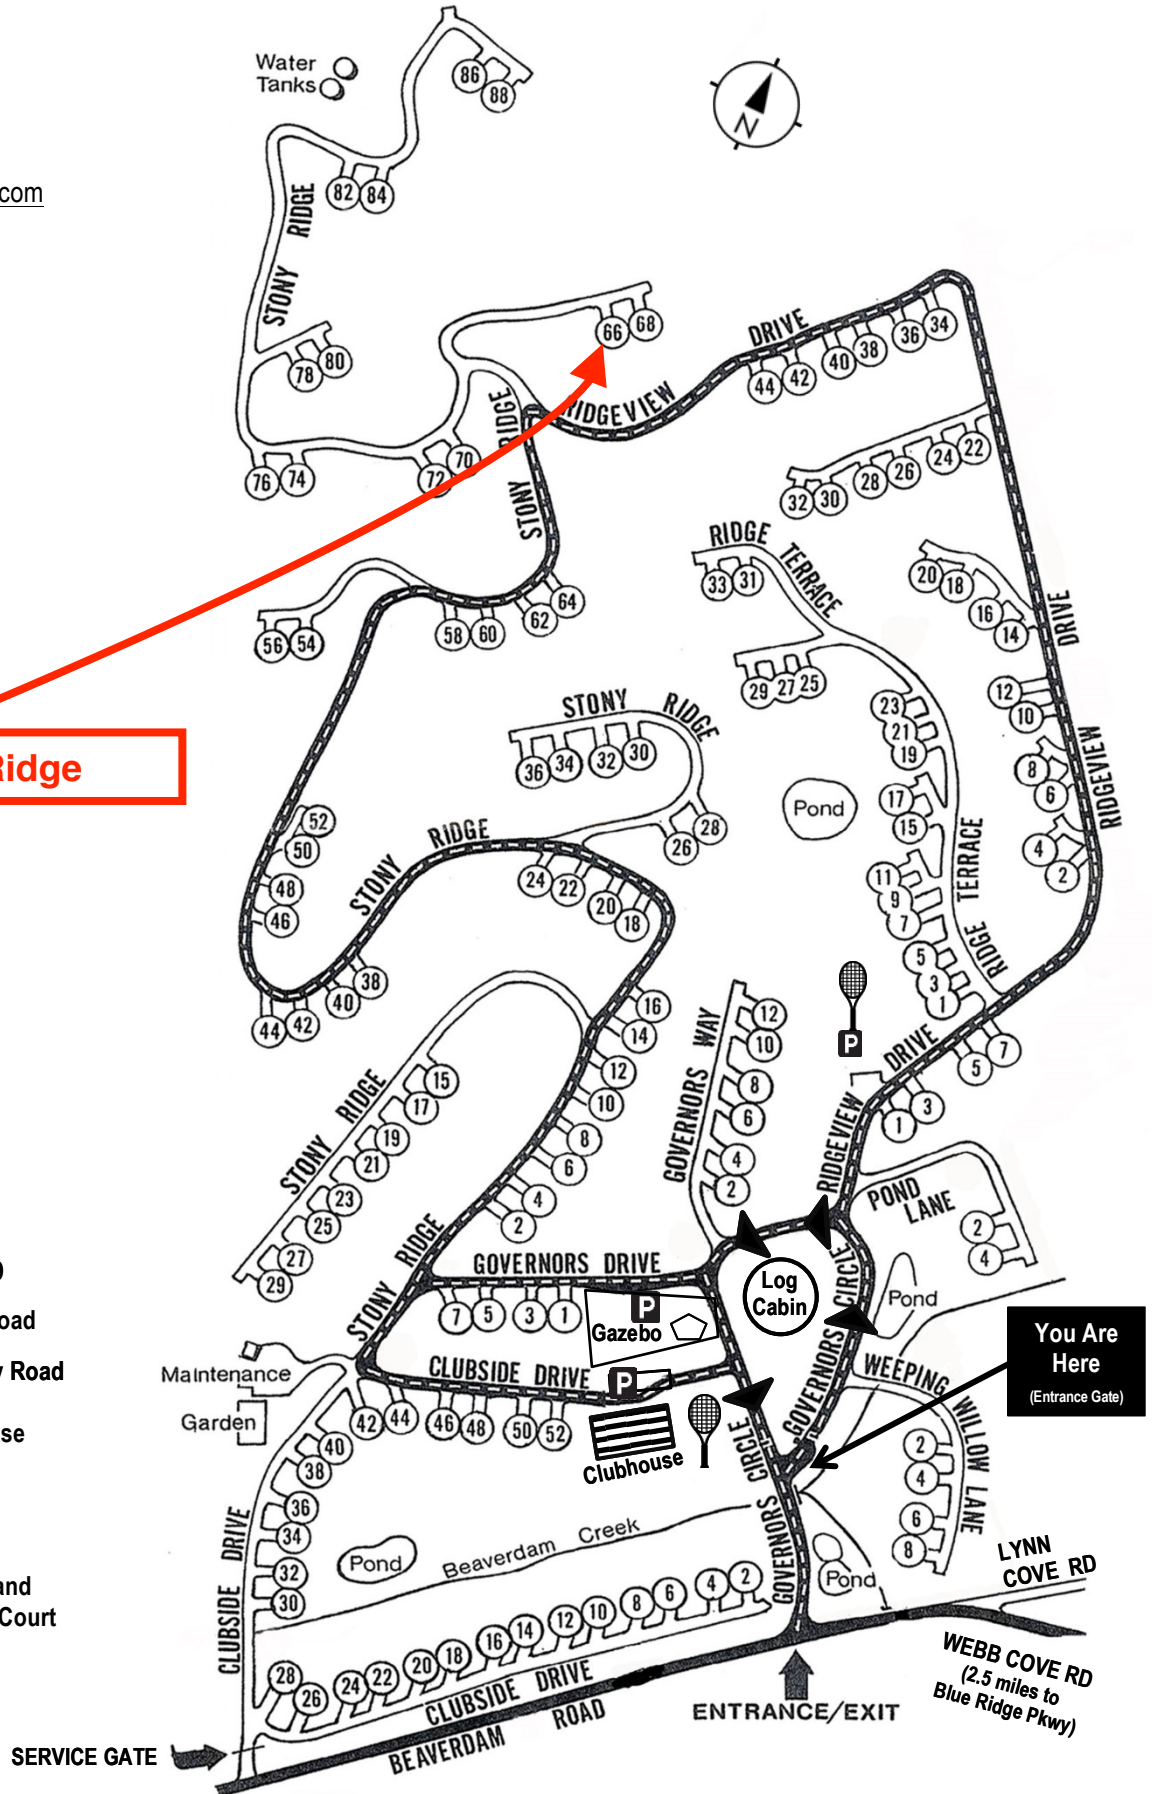 Water
Tanks
86
88
N
com
82
84
STONY RIDGE
66
68
DRIVE
34
36
38
40
42
44
78
80
RIDGEVIEW
STONY RIDGE
76
74
72
70
22
24
26
28
30
32
RIDGE TERRACE
33
31
20
18
16
14
DRIVE
64
62
60
58
56
54
29
27
25
12
10
STONY RIDGE
36
34
32
30
23
21
19
8
6
RIDGEVIEW
Ridge
Pond
17
15
4
2
52
50
48
46
STONY RIDGE
28
26
24
22
20
18
11
9
7
5
3
1
RIDGE TERRACE
44
42
40
38
16
14
12
10
8
6
4
2
GOVERNORS WAY
12
10
8
6
4
2
P
DRIVE
7
5
3
1
RIDGEVIEW
STONY RIDGE
15
17
19
21
23
25
27
29
POND
LANE
2
4
STONY RIDGE
GOVERNORS DRIVE
7
5
3
1
P
Gazebo
Log
Cabin
GOVERNORS CIRCLE
Pond
oad
Road
se
and
Court
You Are
Here
(Entrance Gate)
Maintenance
Garden
CLUBSIDE DRIVE
P
42
44
46
48
50
52
Clubhouse
WEEPING WILLOW LANE
2
4
6
8
GOVERNORS CIRCLE
40
38
36
34
32
30
CLUBSIDE DRIVE
Pond
Beaverdam Creek
Pond
LYNN
COVE RD
28
26
24
22
20
18
16
14
12
10
8
6
4
2
CLUBSIDE DRIVE
BEAVERDAM ROAD
WEBB COVE RD
(2.5 miles to
Blue Ridge Pkwy)
ENTRANCE/EXIT
SERVICE GATE